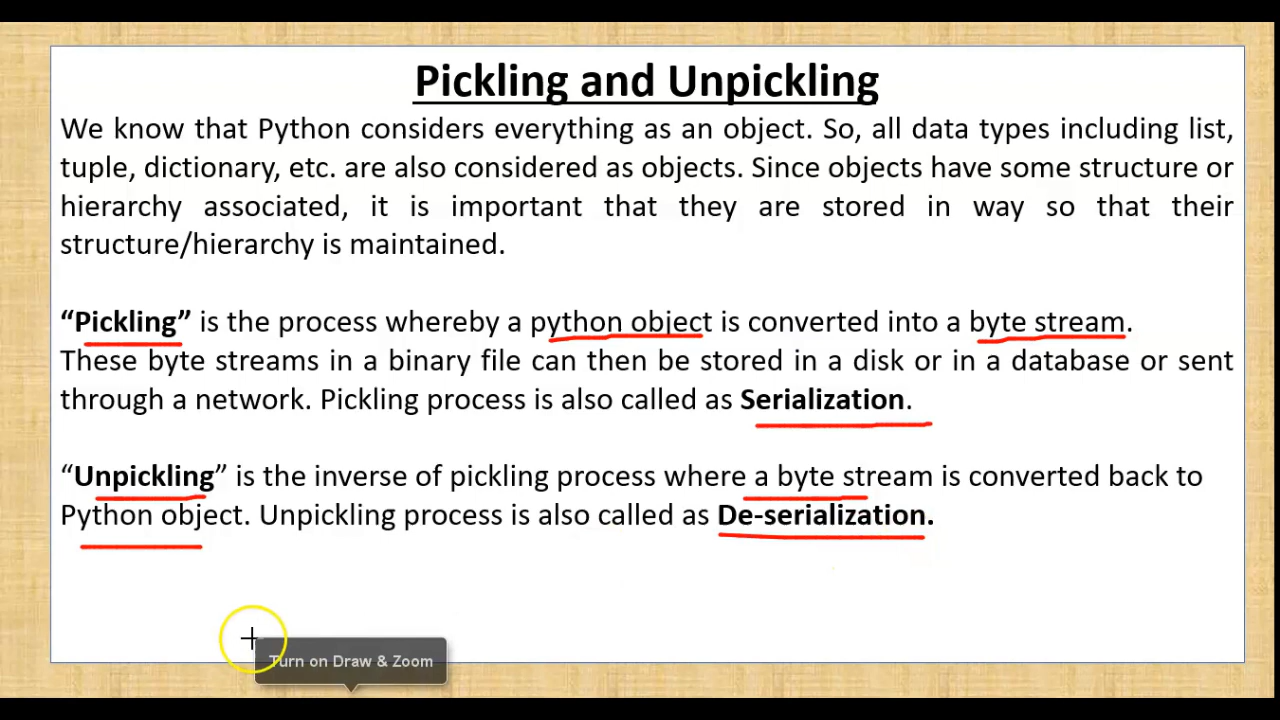 Pickling and Unpickling
We know that Python considers everything as an object. So, all data types including list,
tuple, dictionary, etc. are also considered as objects. Since objects have some structure or
hierarchy associated, it is important that they are stored in way so that their
structure/hierarchy is maintained.
“Pickling” is the process whereby a python object is converted into a byte stream.
These byte streams in a binary file can then be stored in a disk or in a database or sent
through a network. Pickling process is also called as Serialization.
“Unpickling” is the inverse of pickling process where a byte stream is converted back to
Python object. Unpickling process is also called as De-serialization.
Turn on Draw & Zoom